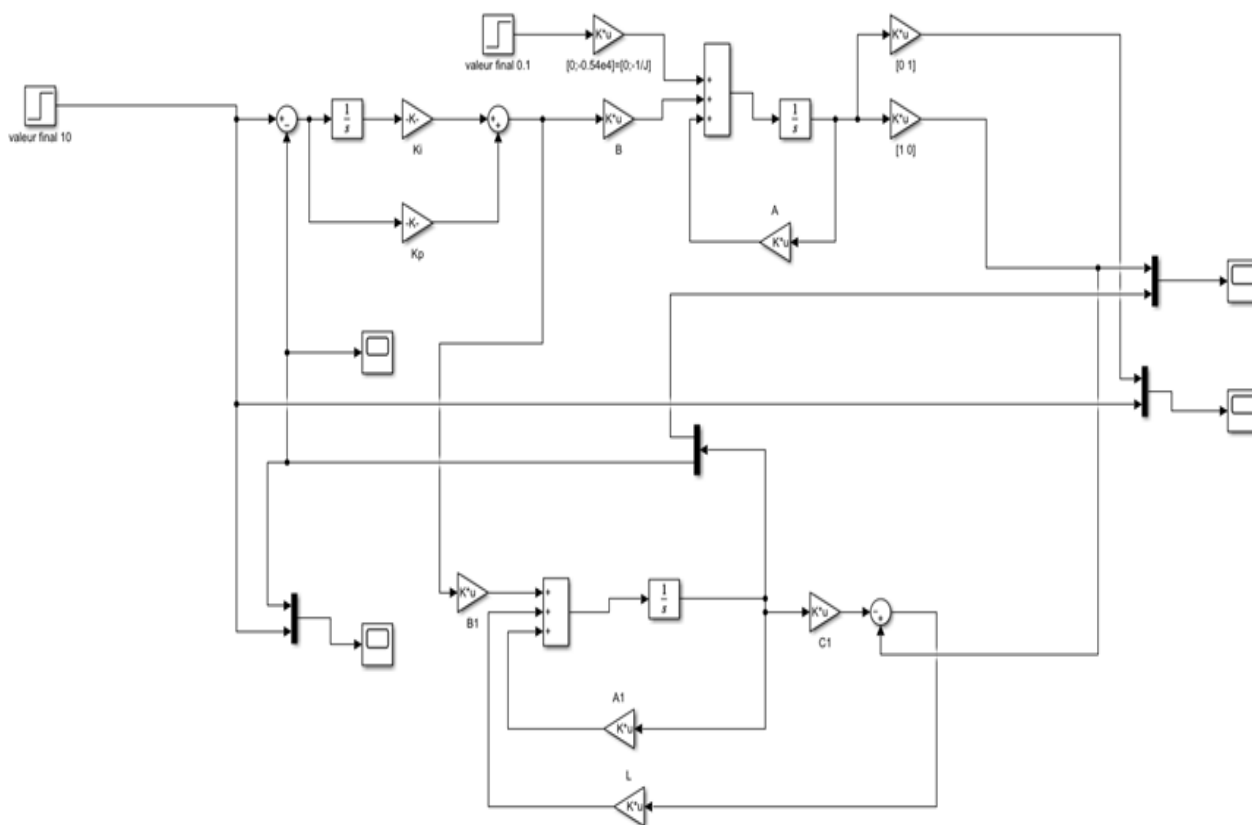 K*u
K*u
valeur final 0.1
[0;-0.54e4]=[0;-1/J]
[0 1]
+
valeur final 10
+
-
1
s
-K-
Ki
+
+
K*u
B
+
+
1
s
K*u
[1 0]
-K-
Kp
A
K*u
K*u
B1
+
+
+
1
s
K*u
C1
-
+
A1
K*u
L
K*u